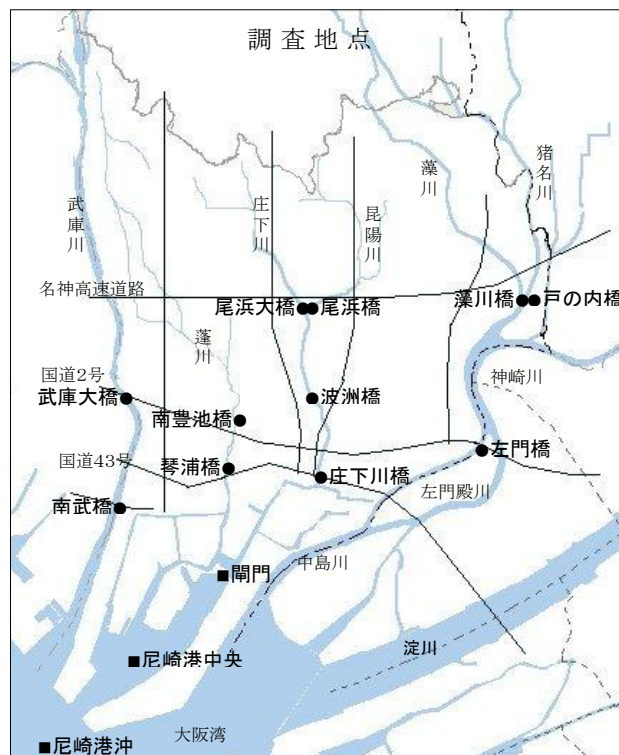 調査地点
猪名川
藻川
武庫川
庄下川
昆陽川
名神高速道路
尾浜大橋
尾浜橋
藻川橋
戸の内橋
蓬川
神崎川
国道2号
武庫大橋
波洲橋
南豊池橋
国道43号
琴浦橋
左門橋
庄下川橋
左門殿川
南武橋
中島川
閘門
淀川
尼崎港中央
大阪湾
尼崎港沖